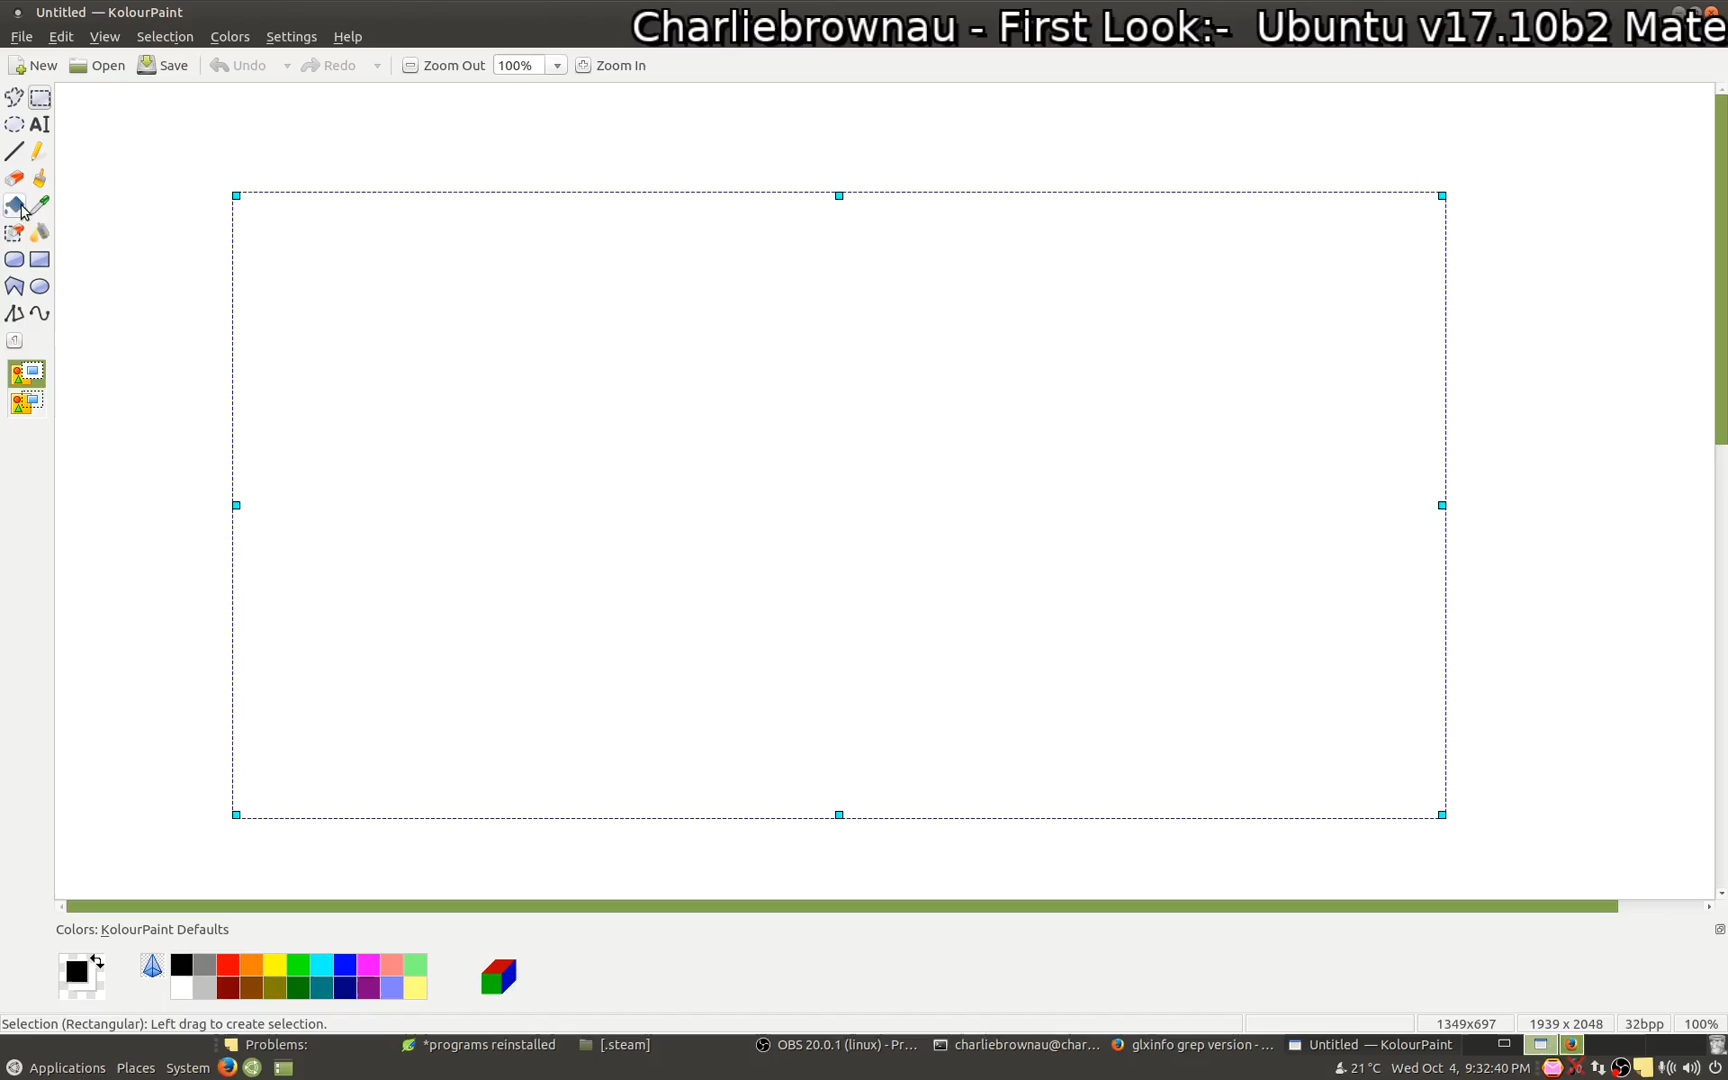 Untitled — KolourPaint
Charliebrownau - First Look:- Ubuntu v17.10b2 Mate
File Edit View Selection Colors Settings Help
New Open Save Undo Redo Zoom Out 100% Zoom In
AI
Colors: KolourPaint Defaults
Selection (Rectangular): Left drag to create selection.
1349x697 1939 x 2048 32bpp 100%
Problems: *programs reinstalled [.steam] OBS 20.0.1 (linux) - Pr... charliebrownau@char... glxinfo grep version - ... Untitled — KolourPaint
Applications Places System 21 °C Wed Oct 4, 9:32:40 PM